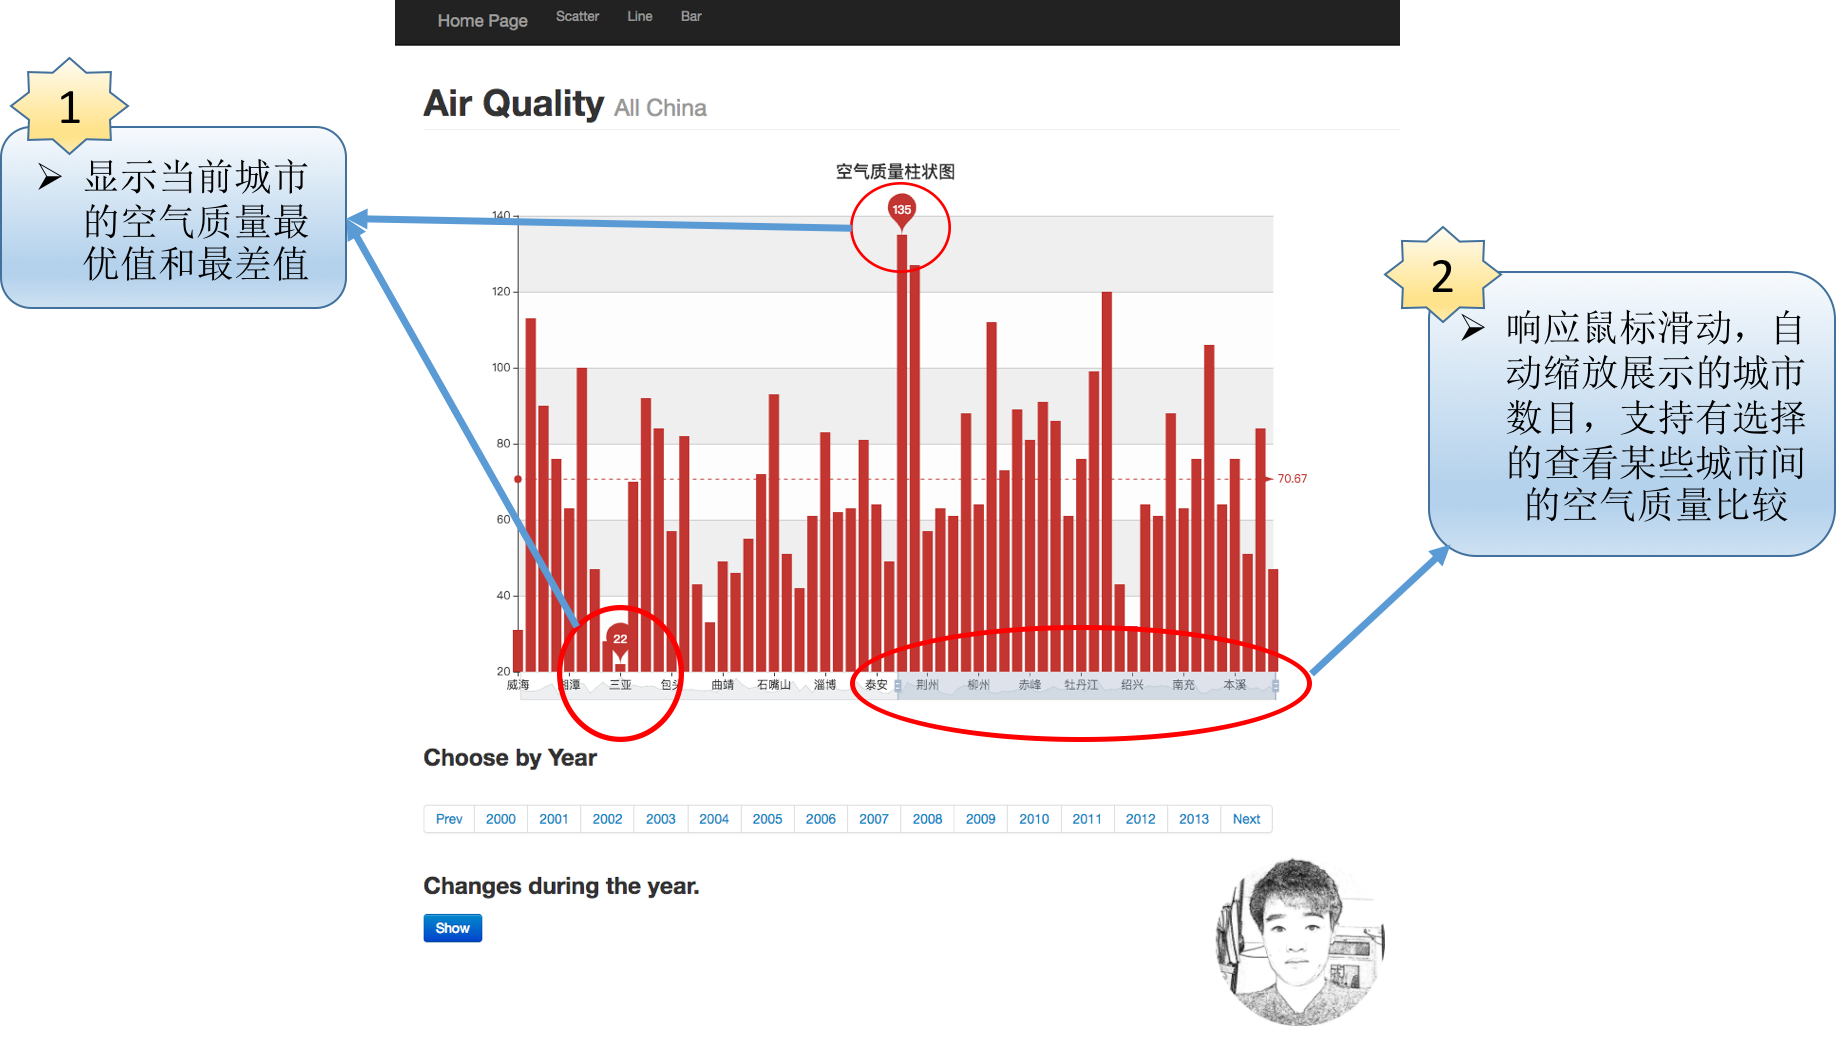 Home Page Scatter Line Bar
Air Quality All China
1
➢ 显示当前城市
的空气质量最
优值和最差值
2
➢ 响应鼠标滑动，自
动缩放展示的城市
数目，支持有选择
的查看某些城市间
的空气质量比较
空气质量柱状图
140
120
100
80
60
40
20
135
22
70.67
威海 湘潭 三亚 包头 曲靖 石嘴山 淄博 泰安 荆州 柳州 赤峰 牡丹江 绍兴 南充 本溪
Choose by Year
Prev 2000 2001 2002 2003 2004 2005 2006 2007 2008 2009 2010 2011 2012 2013 Next
Changes during the year.
Show